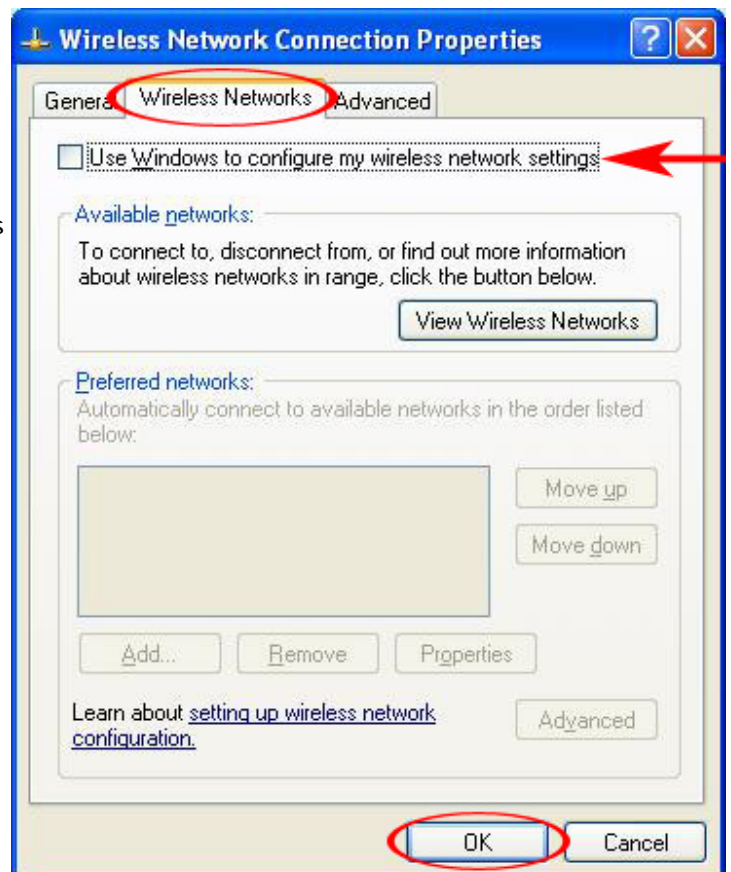 Wireless Network Connection Properties
General Wireless Networks Advanced
Use Windows to configure my wireless network settings
s
Available networks:
To connect to, disconnect from, or find out more information
about wireless networks in range, click the button below.
View Wireless Networks
Preferred networks:
Automatically connect to available networks in the order listed
below:
Move up
Move down
Add... Remove Properties
Learn about setting up wireless network
configuration.
Advanced
OK Cancel